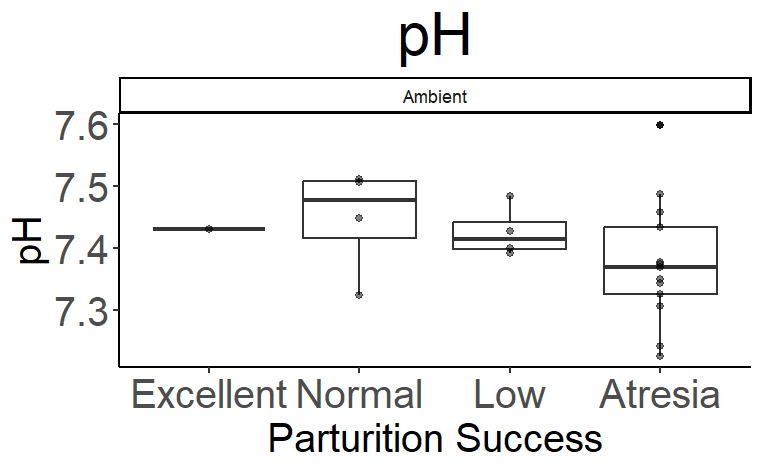 pH
Ambient
7.6
7.5
7.4
7.3
pH
Excellent Normal Low Atresia
Parturition Success